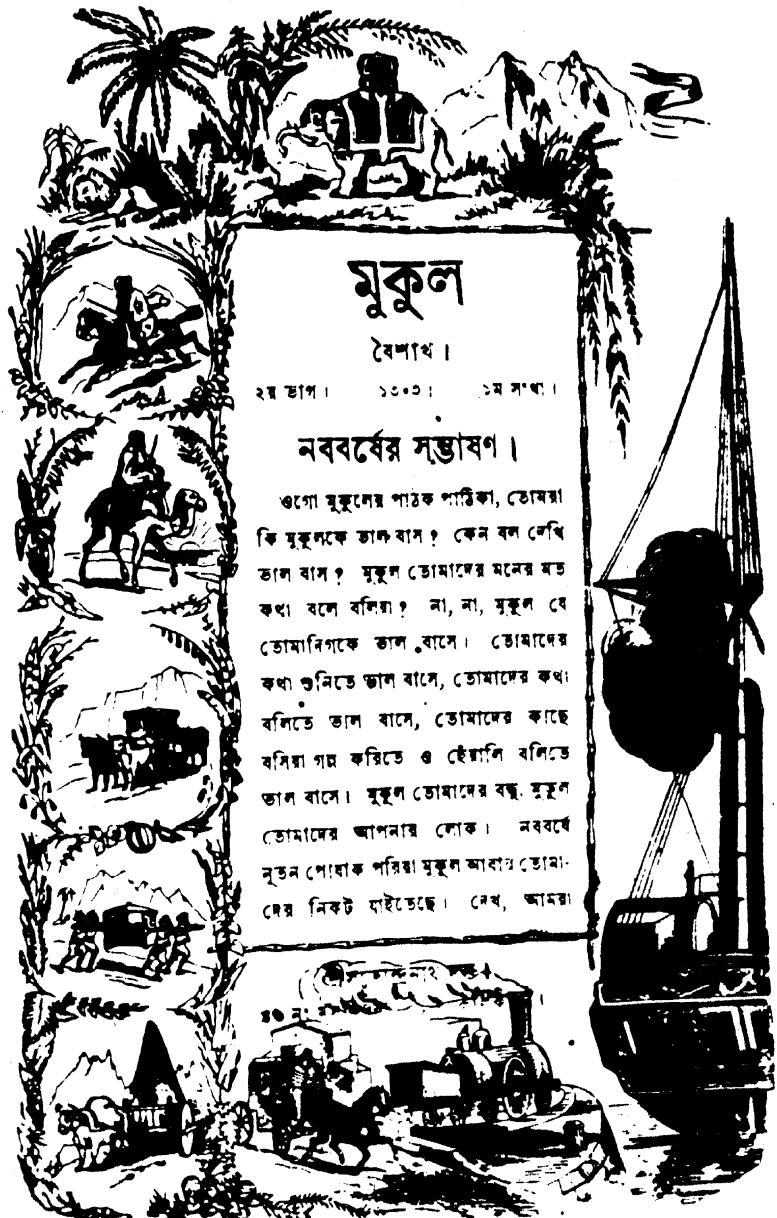 মুকুল
বৈশাখ।
২য় ভাগ। ১৩০৩। ১ম সংখ্যা।
নববর্ষের সম্ভাষণ।
ওগো মুকুলের পাঠক পাঠিকা, তোমরা
কি মুকুলকে ভাল বাস? কেন বল দেখি
ভাল বাস? মুকুল তোমাদের মনের মত
কথা বলে বলিয়া? না, না, মুকুল যে
তোমাদিগকে ভাল বাসে। তোমাদের
কথা শুনিতে ভাল বাসে, তোমাদের কথা
বলিতে ভাল বাসে, তোমাদের কাছে
বসিয়া গল্প করিতে ও হেঁয়ালি বলিতে
ভাল বাসে। মুকুল তোমাদের বন্ধু, মুকুল
তোমাদের আপনার লোক। নববর্ষে
নূতন পোষাক পরিয়া মুকুল আবার তোমা-
দের নিকট যাইতেছে। দেখ, আমরা